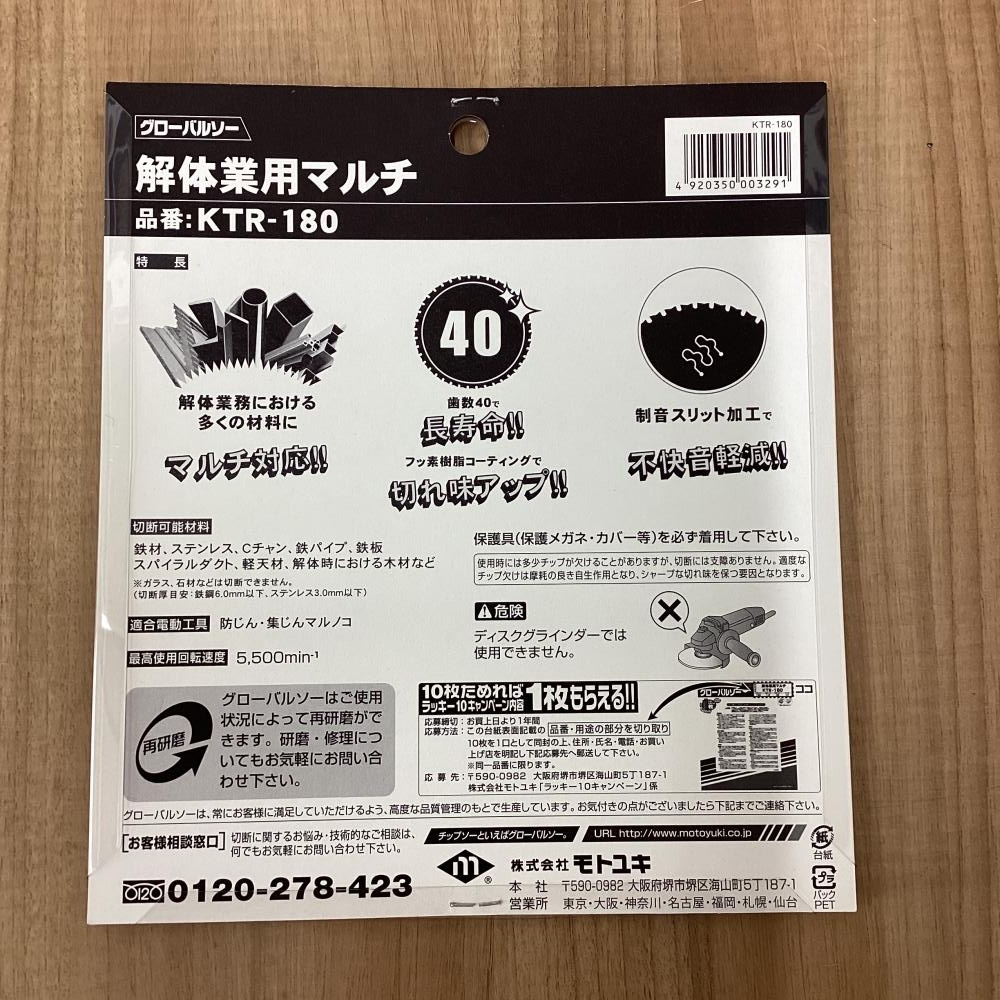 グローバルソー
解体業用マルチ
品番:KTR-180
KTR-180
4 920350 003291
特長
40
解体業務における
多くの材料に
マルチ対応!!
歯数40で
長寿命!!
フッ素樹脂コーティングで
切れ味アップ!!
制音スリット加工で
不快音軽減!!
切断可能材料
鉄材、ステンレス、Cチャン、鉄パイプ、鉄板
スパイラルダクト、軽天材、解体時における木材など
※ガラス、石材などは切断できません。
(切断厚目安:鉄鋼6.0mm以下、ステンレス3.0mm以下)
適合電動工具 防じん・集じんマルノコ
最高使用回転速度 5,500min-1
保護具(保護メガネ・カバー等)を必ず着用して下さい。
使用時には多少チップが欠けることがありますが、切断には支障ありません。適度な
チップ欠けは摩耗の良き自生作用となり、シャープな切れ味を保つ要因となります。
危険
ディスクグラインダーでは
使用できません。
再研磨
グローバルソーはご使用
状況によって再研磨がで
きます。研磨・修理につ
いてもお気軽にお問い合
わせ下さい。
10枚ためれば
ラッキー10キャンペーン内容
1枚もらえる!!
応募締切:お買上日より1年間
応募方法:この台紙表面記載の 品番・用途の部分を切り取り
10枚を1口として同封の上、住所・氏名・電話・お買い
上げ店を明記し下記応募先へ郵送して下さい。
※同一品番に限ります。
応募先:〒590-0982 大阪府堺市堺区海山町5丁187-1
株式会社モトユキ「ラッキー10キャンペーン」係
グローバルソー
KTR-180
ココ
グローバルソーは、常にお客様に満足していただけるよう、高度な品質管理のもとで生産しています。お気付きの点がございましたら下記までご連絡下さい。
[お客様相談窓口] 切断に関するお悩み・技術的なご相談は、
何でもお気軽にお問い合わせ下さい。
0120-278-423
チップソーといえばグローバルソー。
URL http://www.motoyuki.co.jp
株式会社 モトユキ
本社 〒590-0982 大阪府堺市堺区海山町5丁187-1
営業所 東京・大阪・神奈川・名古屋・福岡・札幌・仙台
紙
台紙
プラ
パック
PET